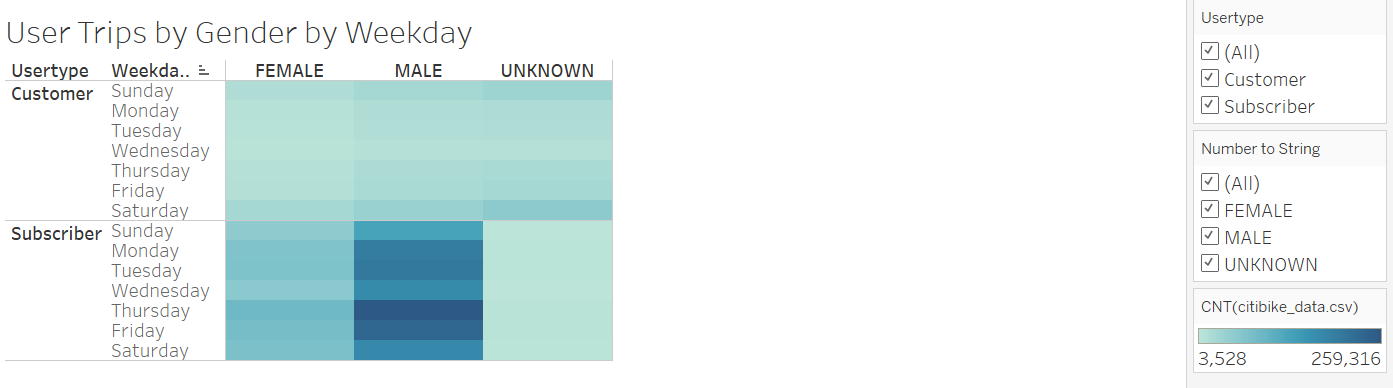 User Trips by Gender by Weekday
Usertype Weekda.. FEMALE MALE UNKNOWN
Customer Sunday
Monday
Tuesday
Wednesday
Thursday
Friday
Saturday
Subscriber Sunday
Monday
Tuesday
Wednesday
Thursday
Friday
Saturday
Usertype
(All)
Customer
Subscriber
Number to String
(All)
FEMALE
MALE
UNKNOWN
CNT(citibike_data.csv)
3,528 259,316